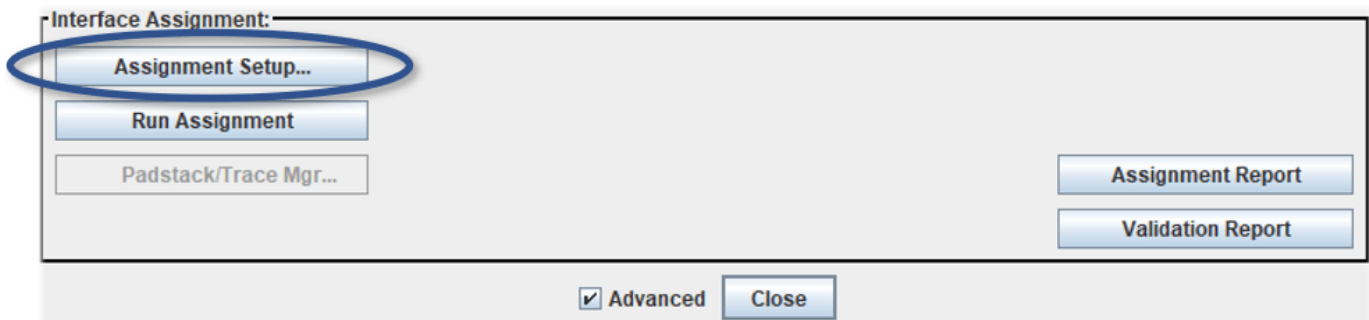 Interface Assignment:
Assignment Setup...
Run Assignment
Padstack/Trace Mgr...
Assignment Report
Validation Report
Advanced
Close